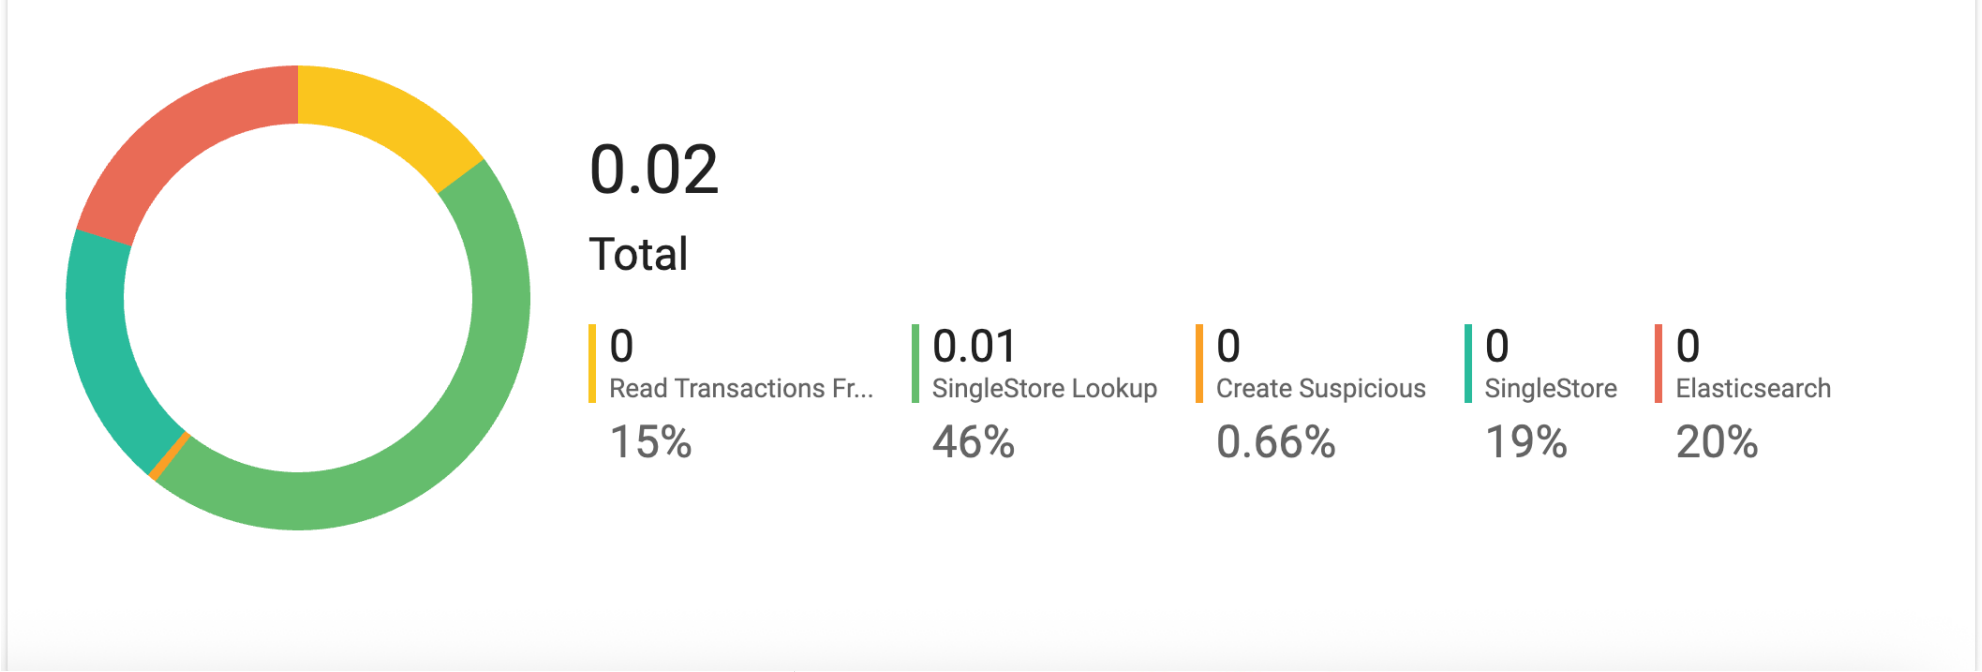 0.02
Total
0
Read Transactions Fr...
15%
0.01
SingleStore Lookup
46%
0
Create Suspicious
0.66%
0
SingleStore
19%
0
Elasticsearch
20%